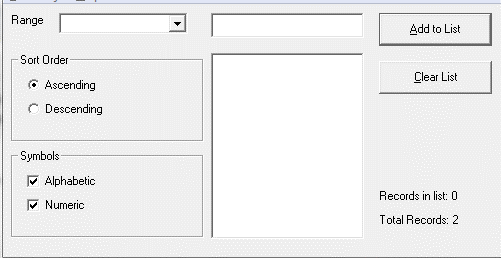 Range
Add to List
Sort Order
Clear List
Ascending
Descending
Symbols
Alphabetic
Numeric
Records in list: 0
Total Records: 2